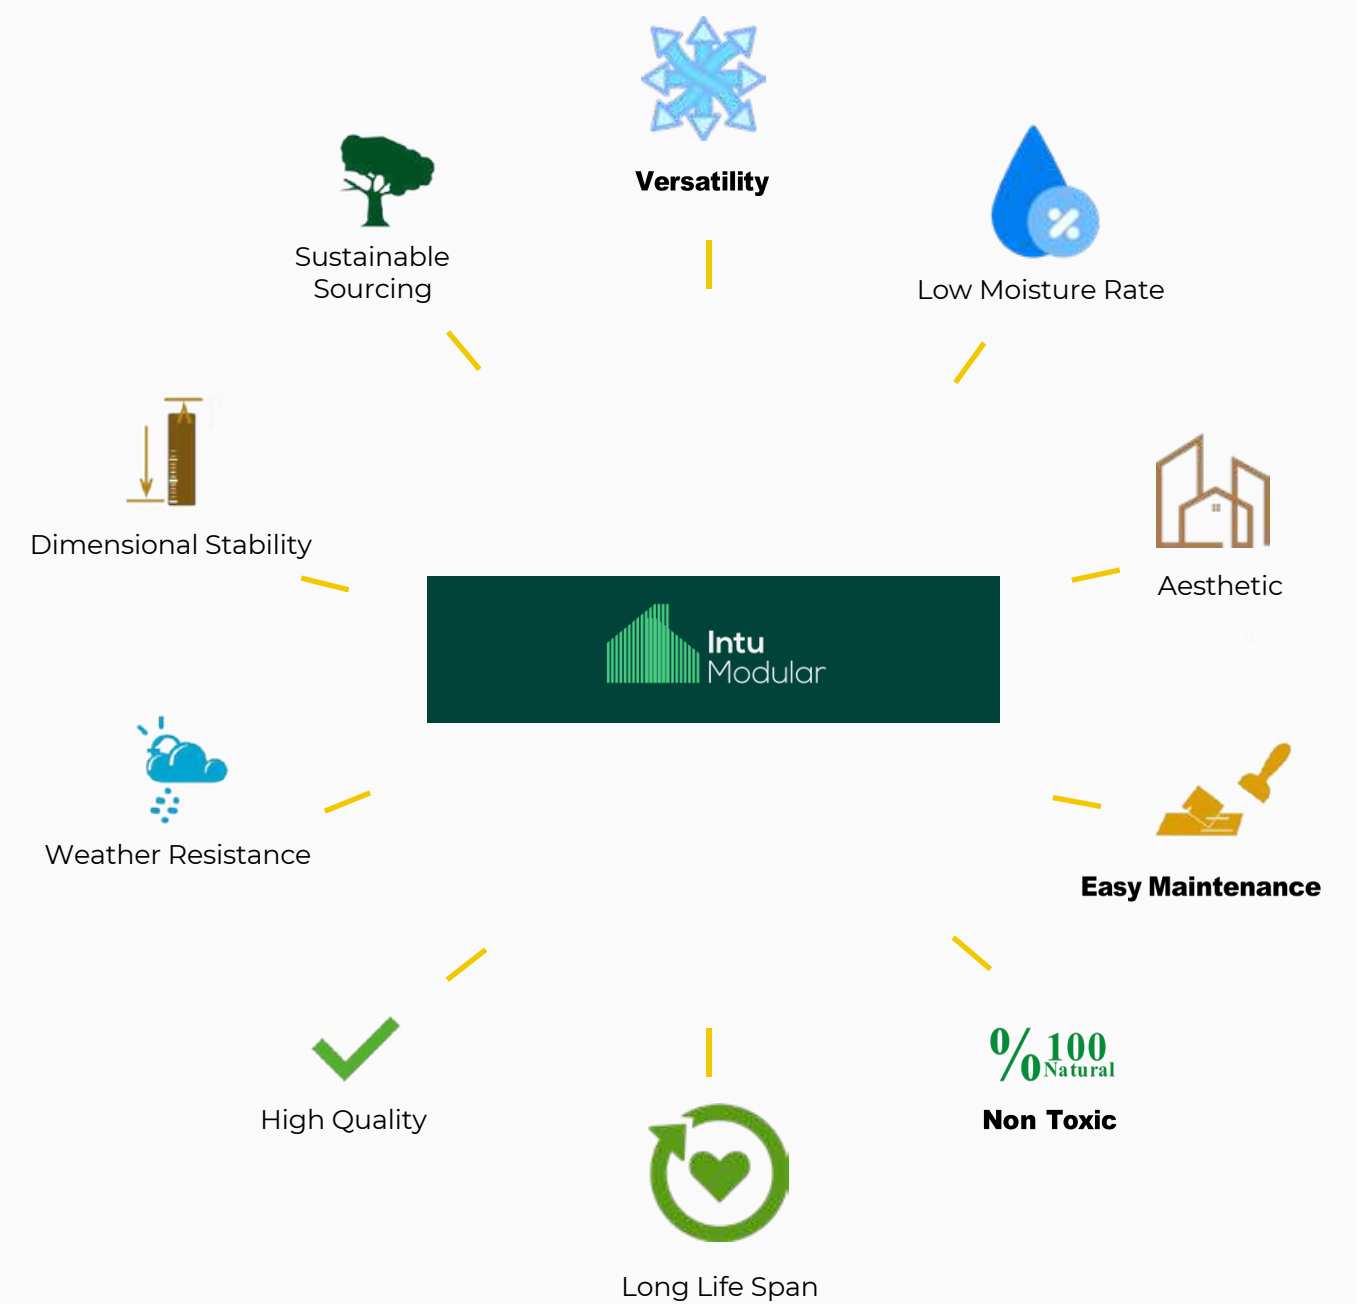 Versatility
Sustainable
Sourcing
Low Moisture Rate
Dimensional Stability
Aesthetic
Intu
Modular
Weather Resistance
Easy Maintenance
%100
Natural
High Quality
Non Toxic
Long Life Span